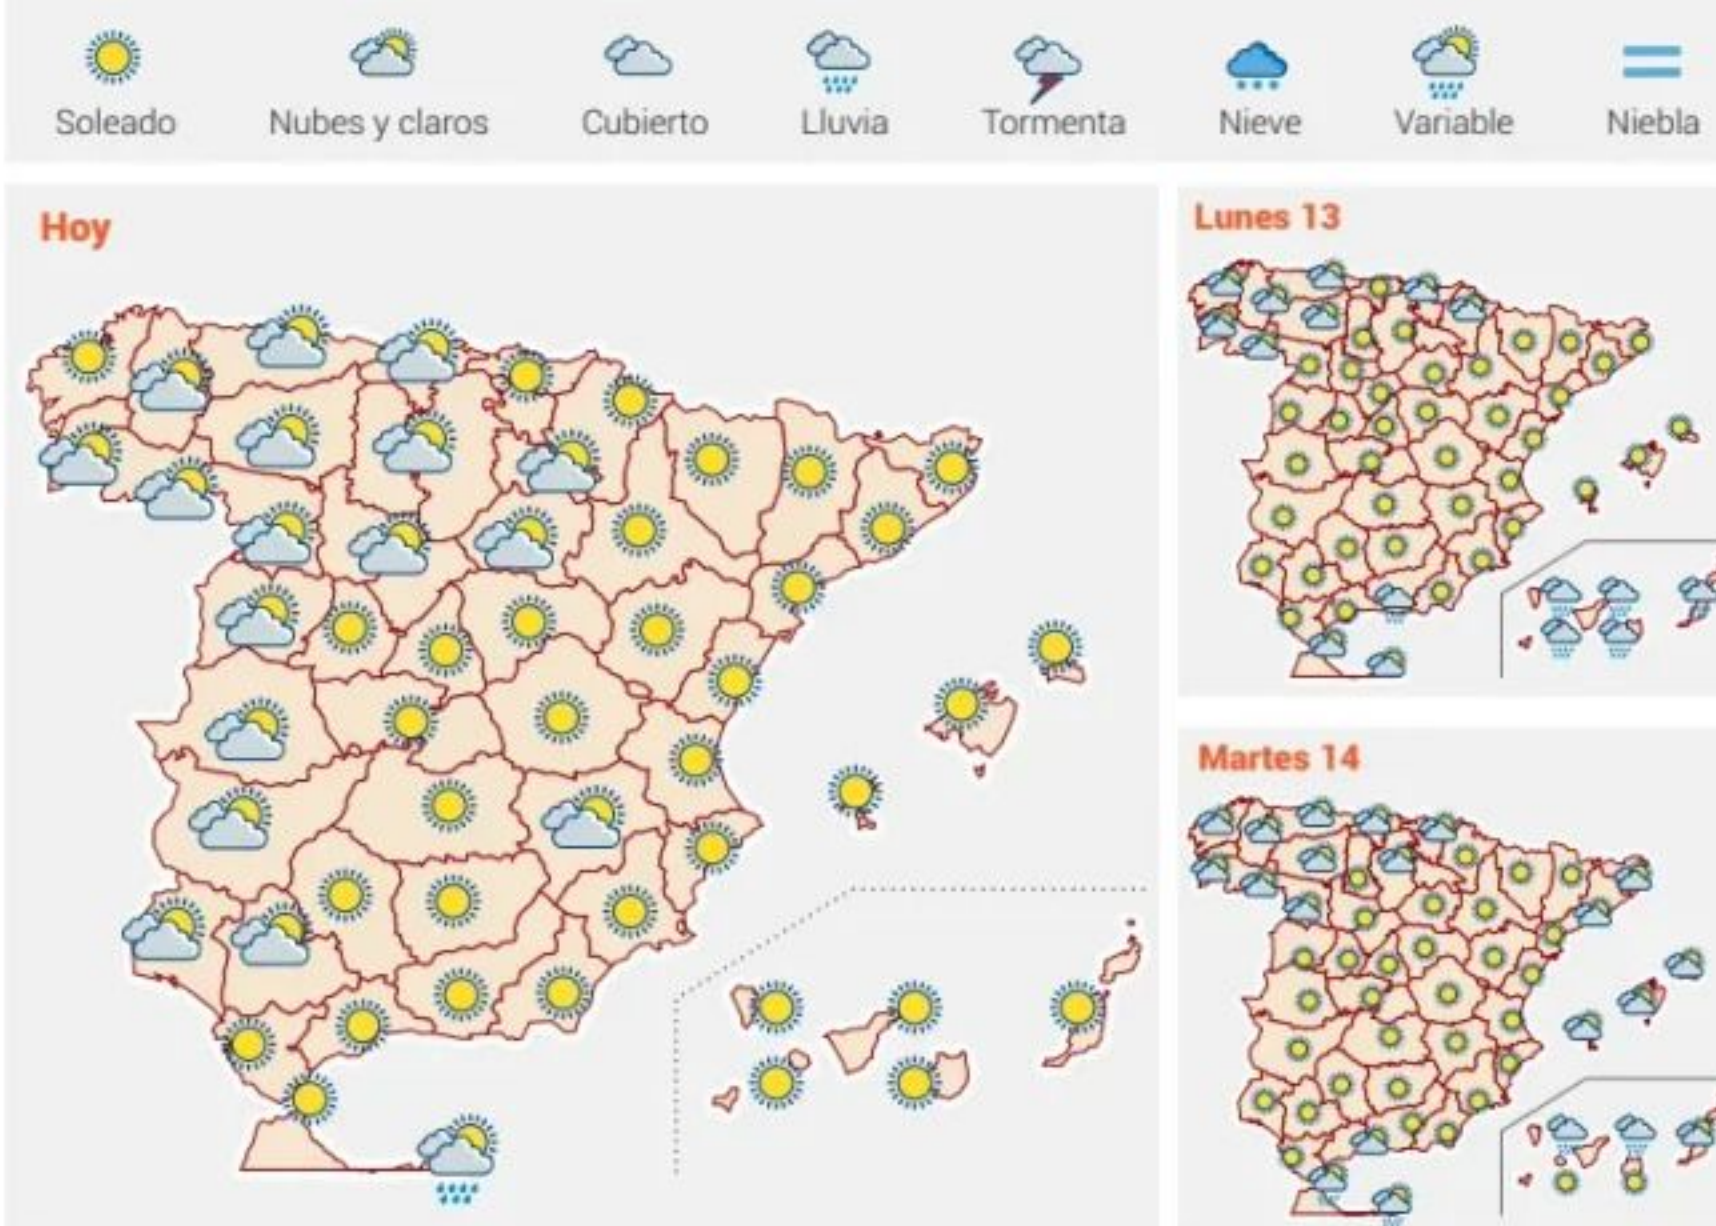 Soleado
Nubes y claros
Cubierto
Lluvia
Tormenta
Nieve
Variable
Niebla
Hoy
Lunes 13
Martes 14